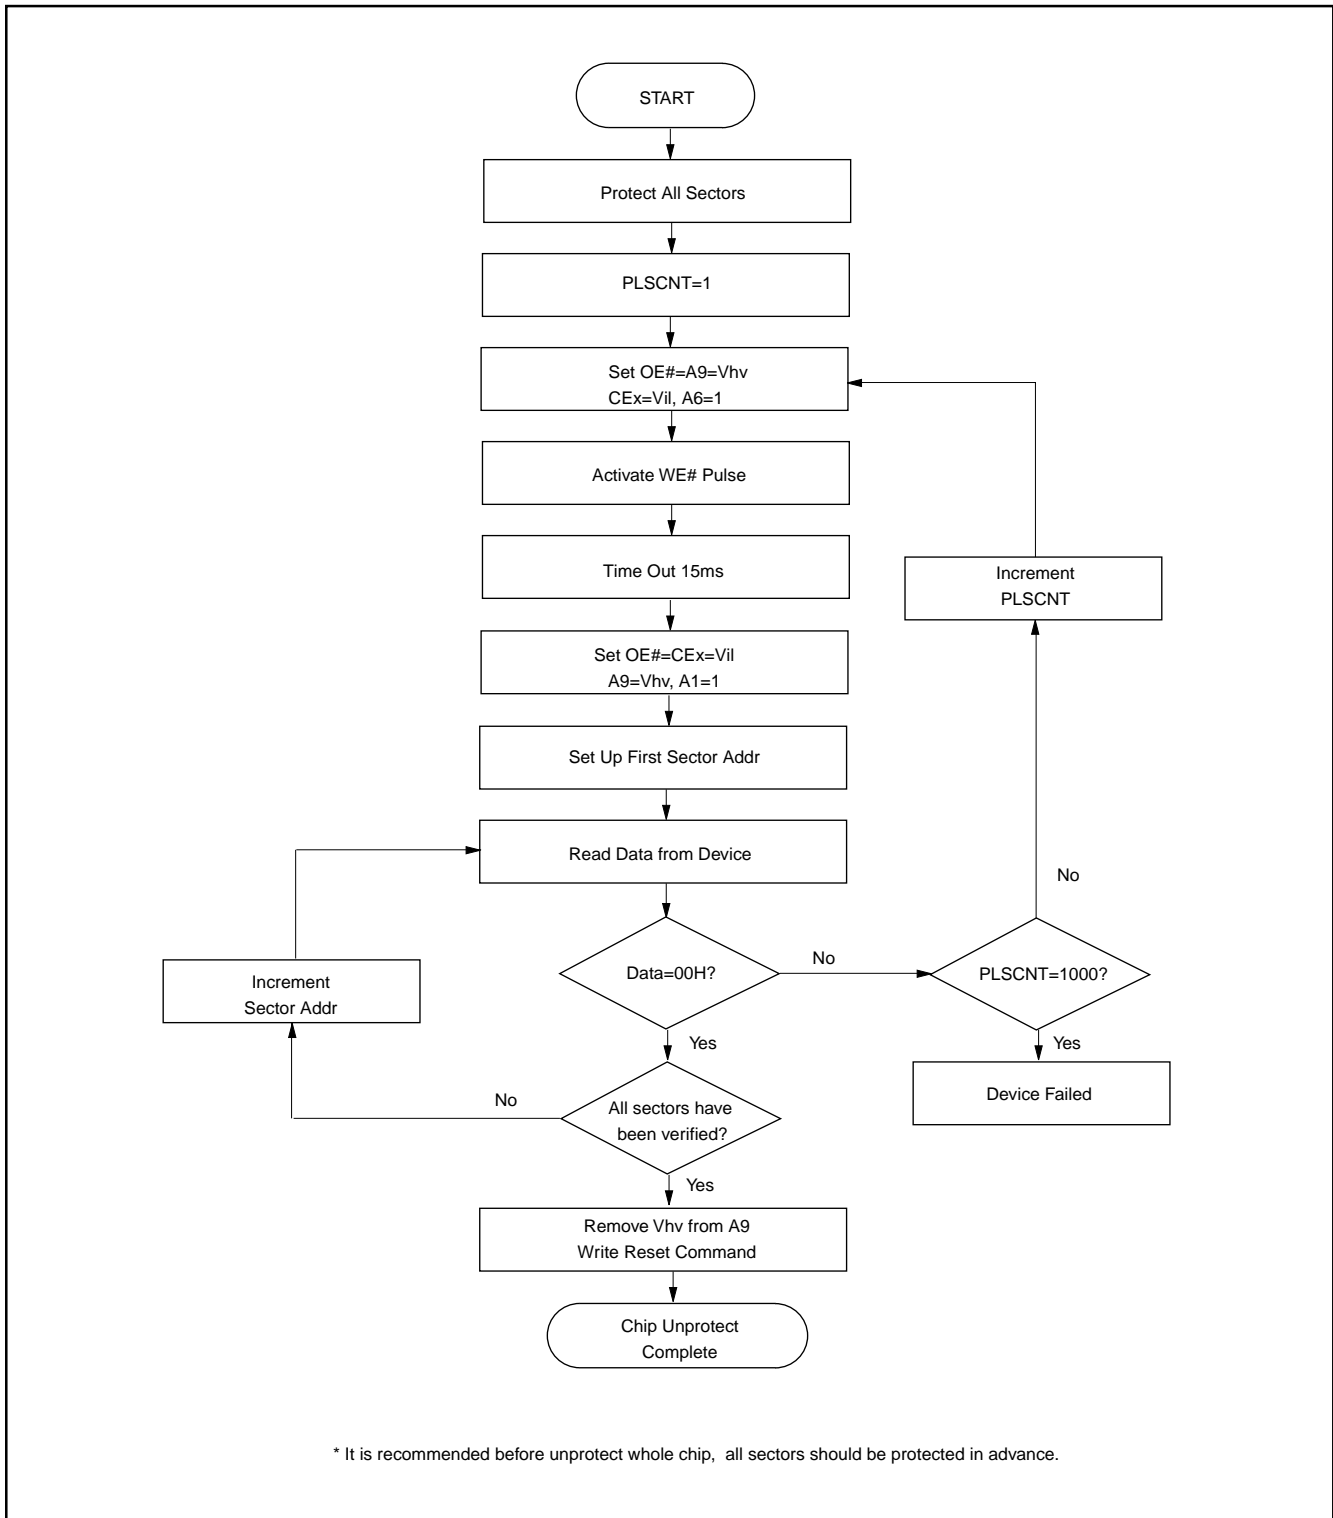 START
Protect All Sectors
PLSCNT=1
Set OE#=A9=Vhv
CEx=Vil, A6=1
Activate WE# Pulse
Time Out 15ms
Increment
PLSCNT
Set OE#=CEx=Vil
A9=Vhv, A1=1
Set Up First Sector Addr
Read Data from Device
No
Data=00H?
No
PLSCNT=1000?
Increment
Sector Addr
Yes
Yes
Device Failed
No
All sectors have
been verified?
Yes
Remove Vhv from A9
Write Reset Command
Chip Unprotect
Complete
* It is recommended before unprotect whole chip, all sectors should be protected in advance.